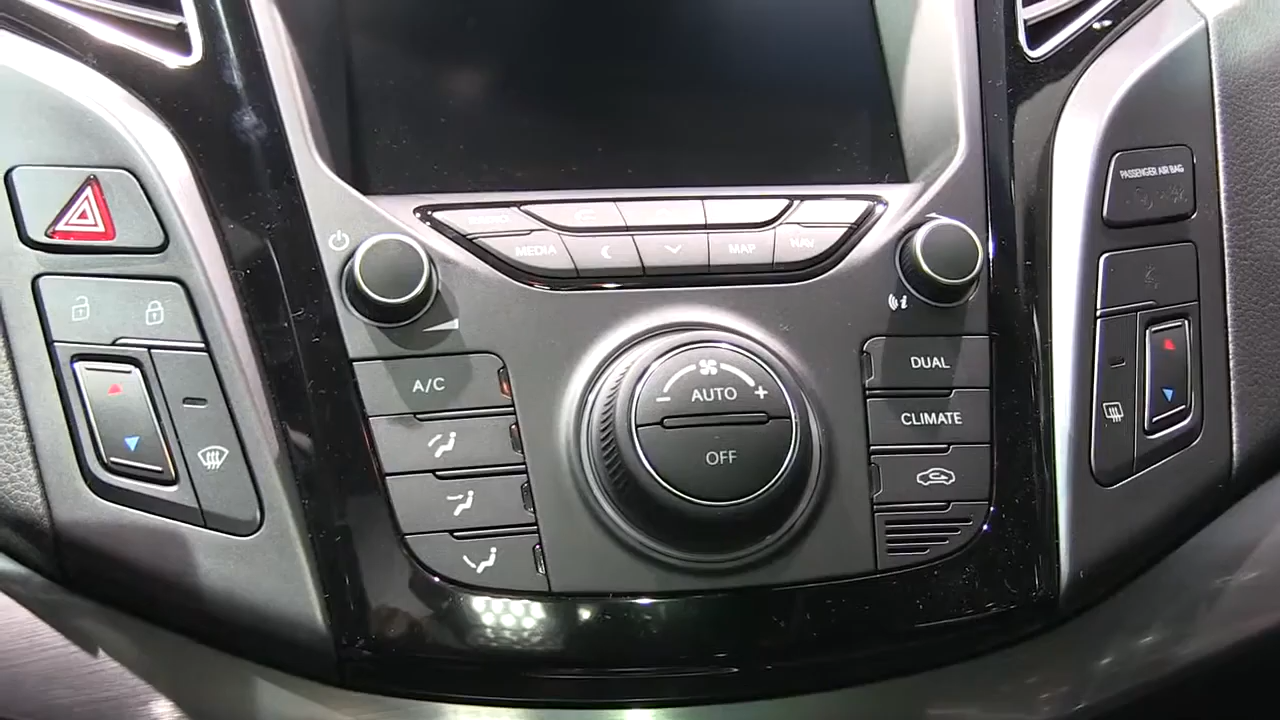 PASSENGER AIR BAG
MEDIA
MAP
NAV
A/C
- AUTO +
OFF
DUAL
CLIMATE